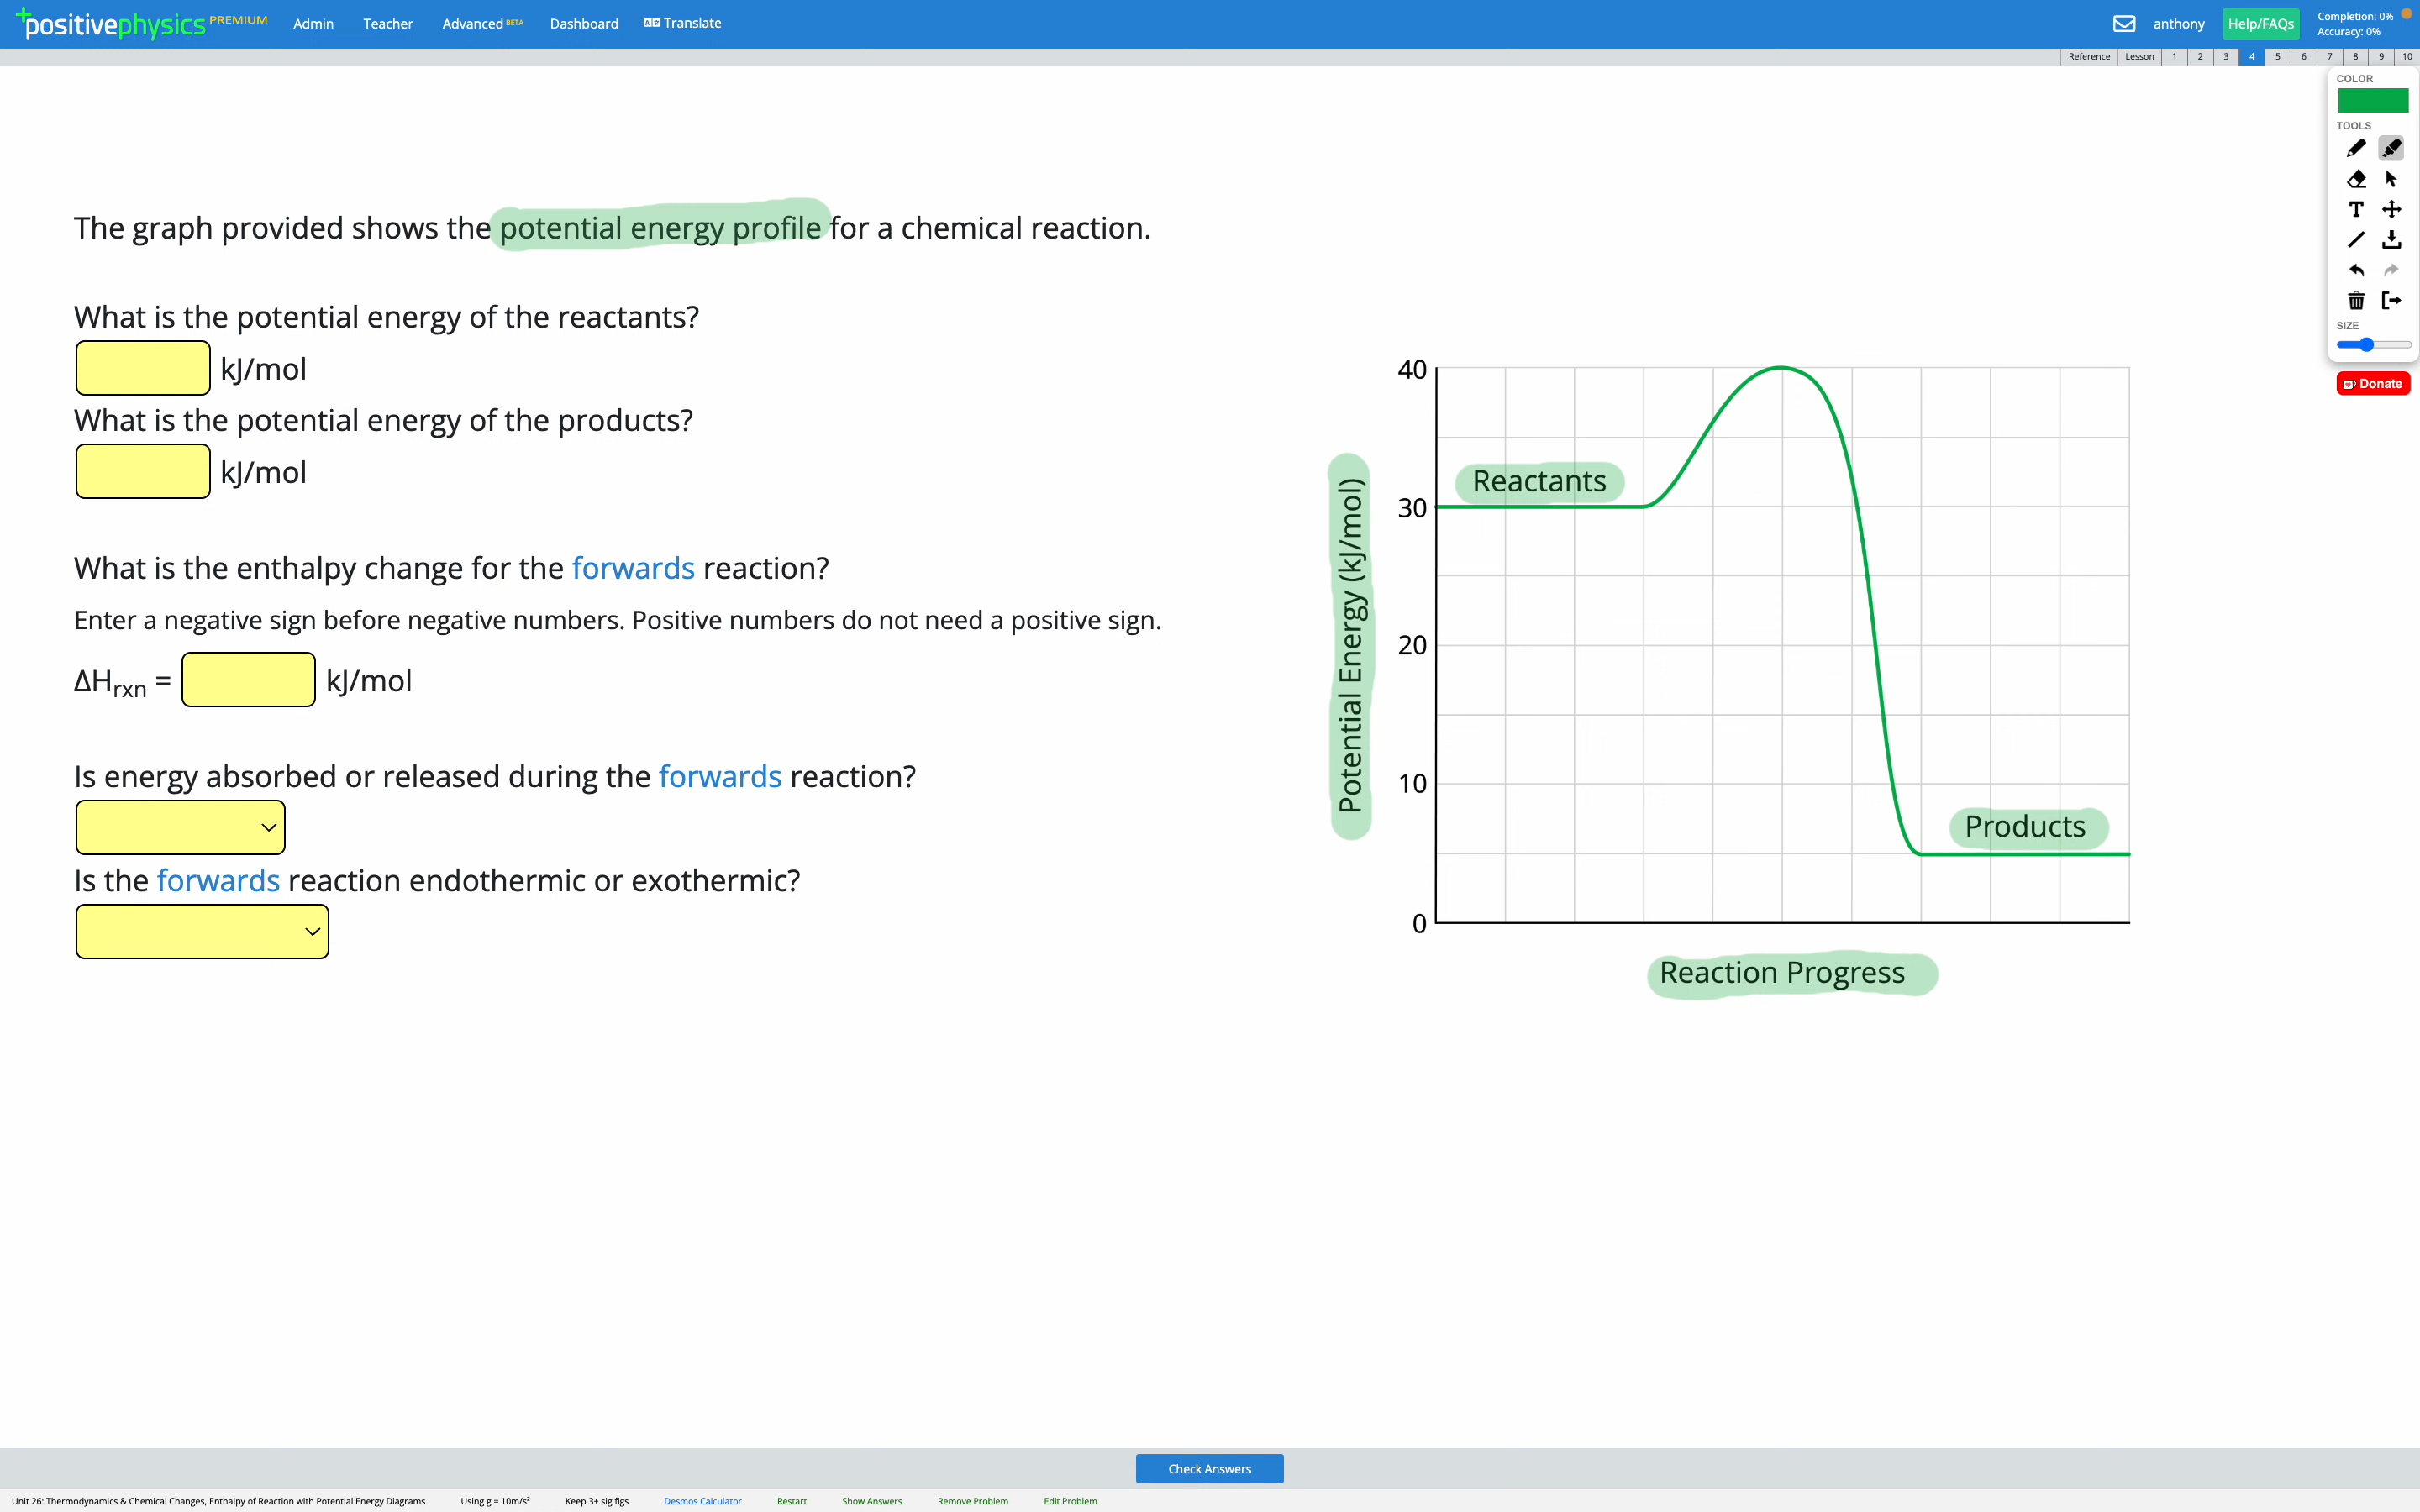 +positivephysics PREMIUM Admin Teacher Advanced BETA Dashboard Translate anthony Help/FAQs Completion: 0%
Accuracy: 0%
Reference Lesson 1 2 3 4 5 6 7 8 9 10
COLOR
TOOLS
T
SIZE
Donate
The graph provided shows the potential energy profile for a chemical reaction.
What is the potential energy of the reactants?
kJ/mol
What is the potential energy of the products?
kJ/mol
What is the enthalpy change for the forwards reaction?
Enter a negative sign before negative numbers. Positive numbers do not need a positive sign.
ΔHrxn = kJ/mol
Is energy absorbed or released during the forwards reaction?
Is the forwards reaction endothermic or exothermic?
Potential Energy (kJ/mol)
40
30
20
10
0
Reactants
Products
Reaction Progress
Check Answers
Unit 26: Thermodynamics & Chemical Changes, Enthalpy of Reaction with Potential Energy Diagrams Using g = 10m/s² Keep 3+ sig figs Desmos Calculator Restart Show Answers Remove Problem Edit Problem